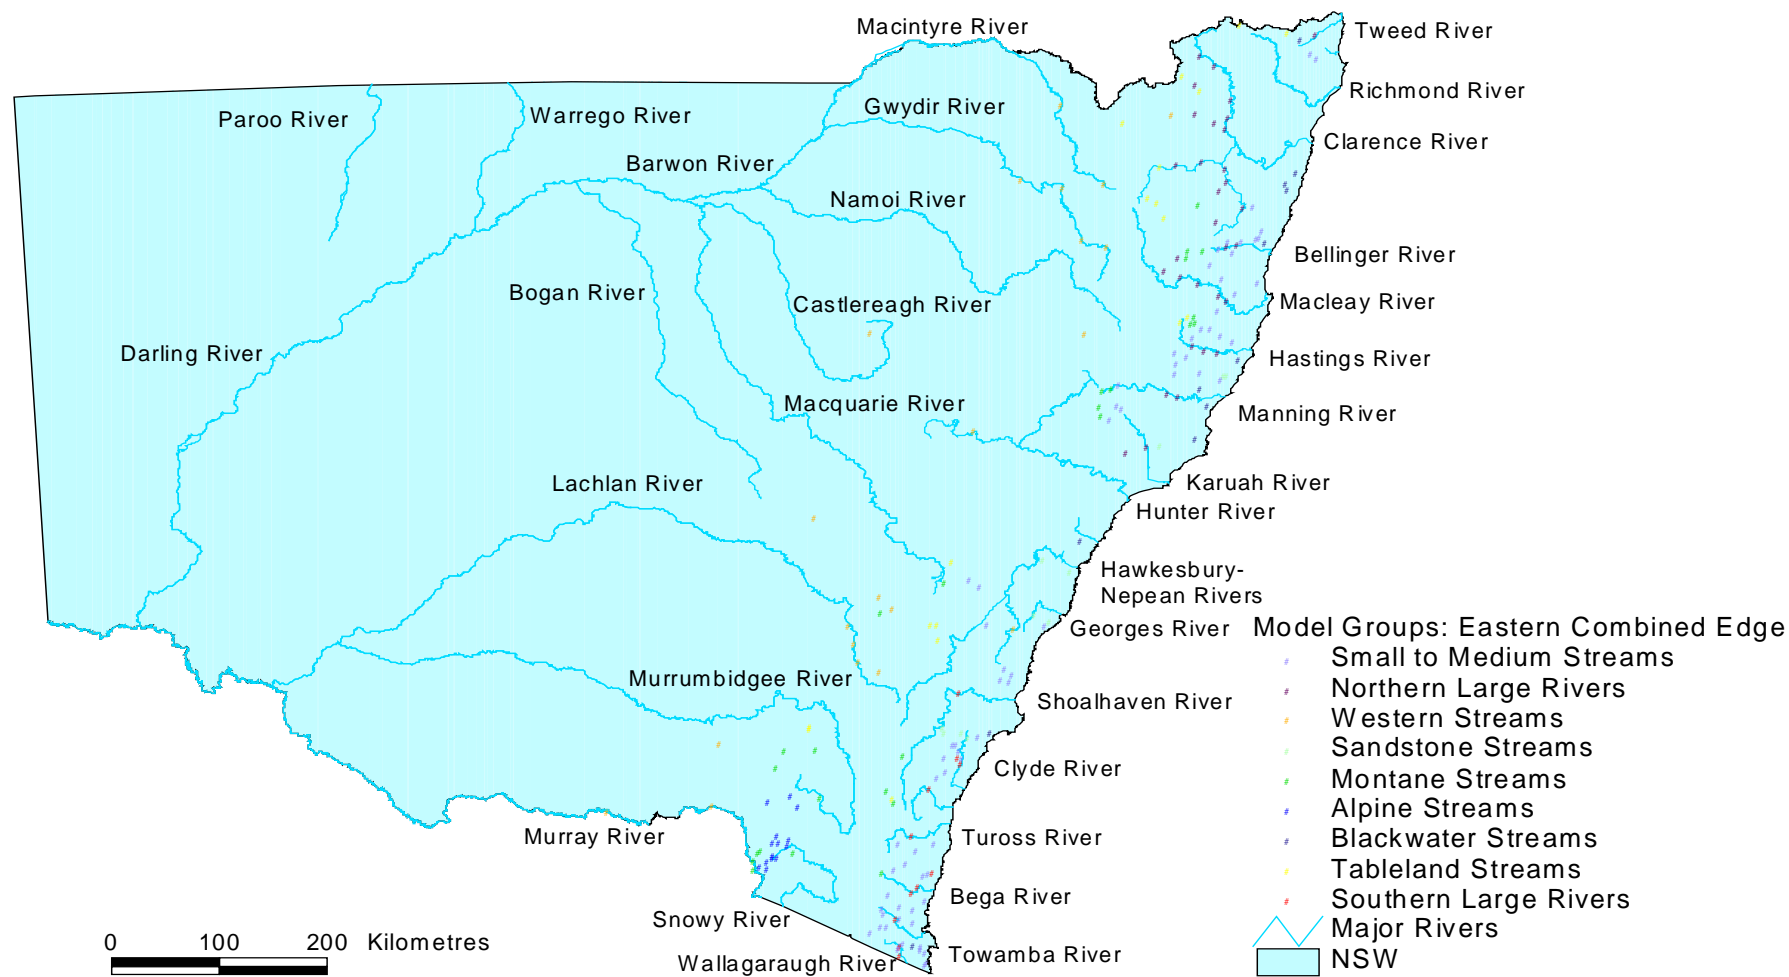 Macintyre River
Tweed River
Paroo River
Warrego River
Gwydir River
Richmond River
Barwon River
Clarence River
Namoi River
Bellinger River
Bogan River
Castlereagh River
Macleay River
Darling River
Hastings River
Macquarie River
Manning River
Lachlan River
Karuah River
Hunter River
Hawkesbury-
Nepean Rivers
Georges River
Murrumbidgee River
Shoalhaven River
Clyde River
Murray River
Tuross River
Bega River
Snowy River
Towamba River
Wallagaraugh River
Model Groups: Eastern Combined Edge
# Small to Medium Streams
# Northern Large Rivers
# Western Streams
# Sandstone Streams
# Montane Streams
# Alpine Streams
# Blackwater Streams
# Tableland Streams
# Southern Large Rivers
Major Rivers
NSW
0 100 200 Kilometres